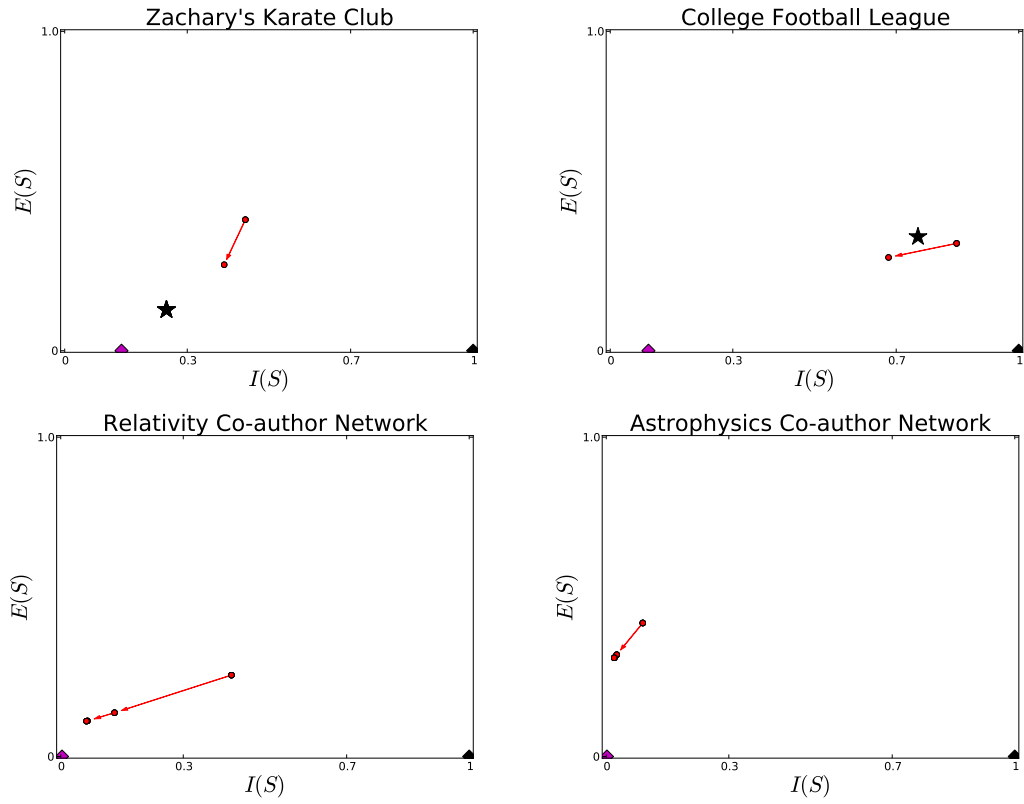 Zachary's Karate Club
1.0
E(S)
0
0 0.3 0.7 1
I(S)
College Football League
1.0
E(S)
0
0 0.3 0.7 1
I(S)
Relativity Co-author Network
1.0
E(S)
0
0 0.3 0.7 1
I(S)
Astrophysics Co-author Network
1.0
E(S)
0
0 0.3 0.7 1
I(S)